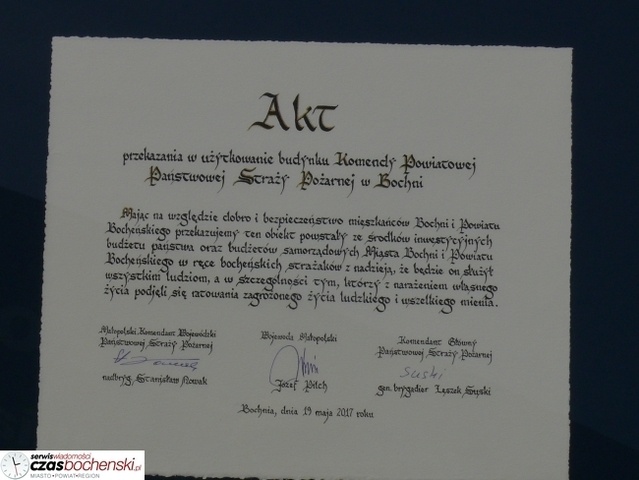 Akt
przekazania w użytkowanie budynku Komendy Powiatowej
Państwowej Straży Pożarnej w Bochni
Mając na względzie dobro i bezpieczeństwo mieszkańców Bochni i Powiatu
Bocheńskiego przekazujemy ten obiekt powstały ze środków inwestycyjnych
budżetu państwa oraz budżetów samorządowych Miasta Bochni i Powiatu
Bocheńskiego w ręce bocheńskich strażaków z nadzieją, że będzie on służył
wszystkim ludziom, a w szczególności tym, którzy z narażeniem własnego
życia podjęli się ratowania zagrożonego życia ludzkiego i wszelkiego mienia.
Małopolski Komendant Wojewódzki
Państwowej Straży Pożarnej
nadbryg. Stanisław Nowak
Wojewoda Małopolski
Józef Pilch
Komendant Główny
Państwowej Straży Pożarnej
Suski
gen. brygadier Leszek Suski
Bochnia, dnia 19 maja 2017 roku
serwis wiadomości
czasbochenski.pl
MIASTO•POWIAT•REGION